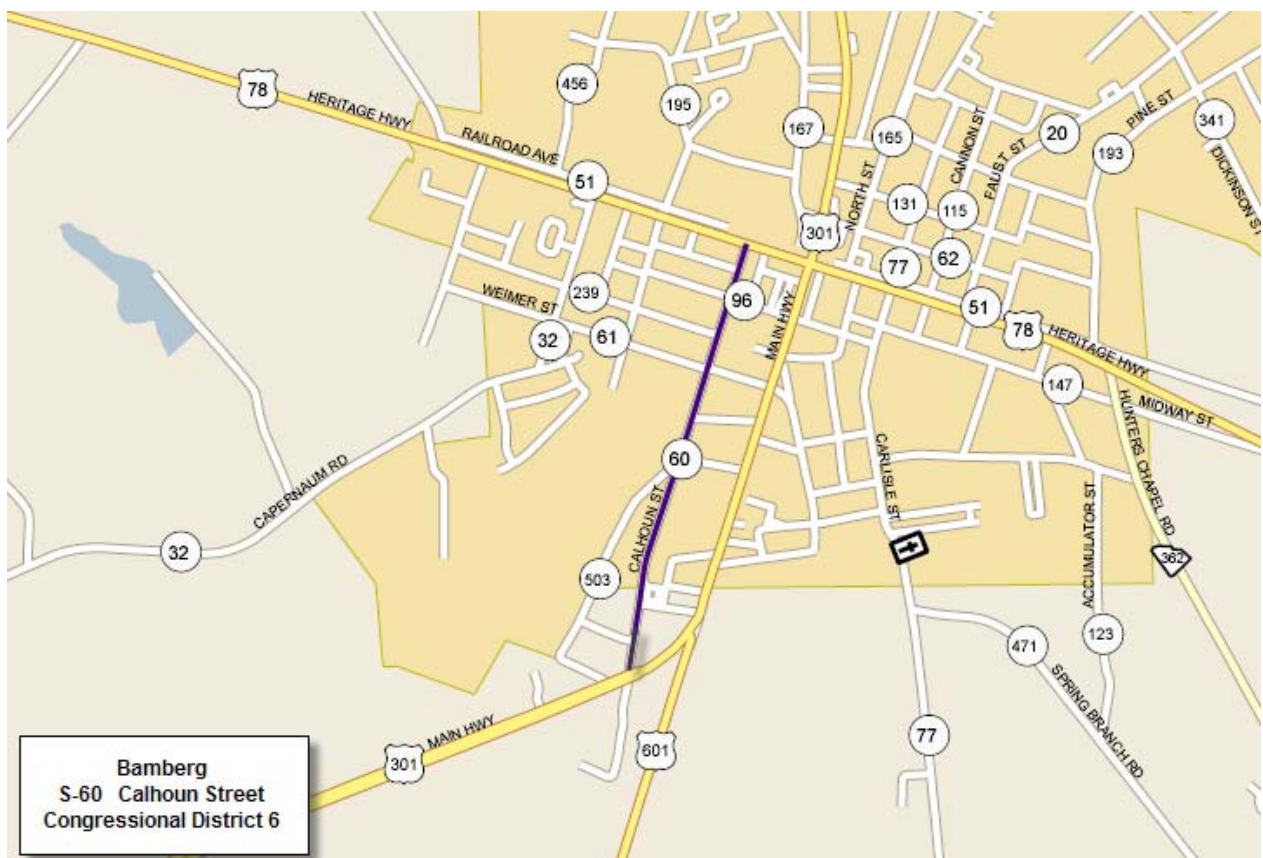 456
78
195
HERITAGE HWY
RAILROAD AVE
167
165
CANNON ST
FAUST ST
20
PINE ST
341
193
DICKINSON ST
51
NORTH ST
131
115
301
77
62
WEIMER ST
239
96
51
78
HERITAGE HWY
32
61
MAIN HWY
147
MIDWAY ST
HUNTERS CHAPEL RD
CAPERNAUM RD
60
CARLISLE ST
CALHOUN ST
ACCUMULATOR ST
32
503
362
471
123
SPRING BRANCH RD
MAIN HWY
301
601
77
Bamberg
S-60 Calhoun Street
Congressional District 6